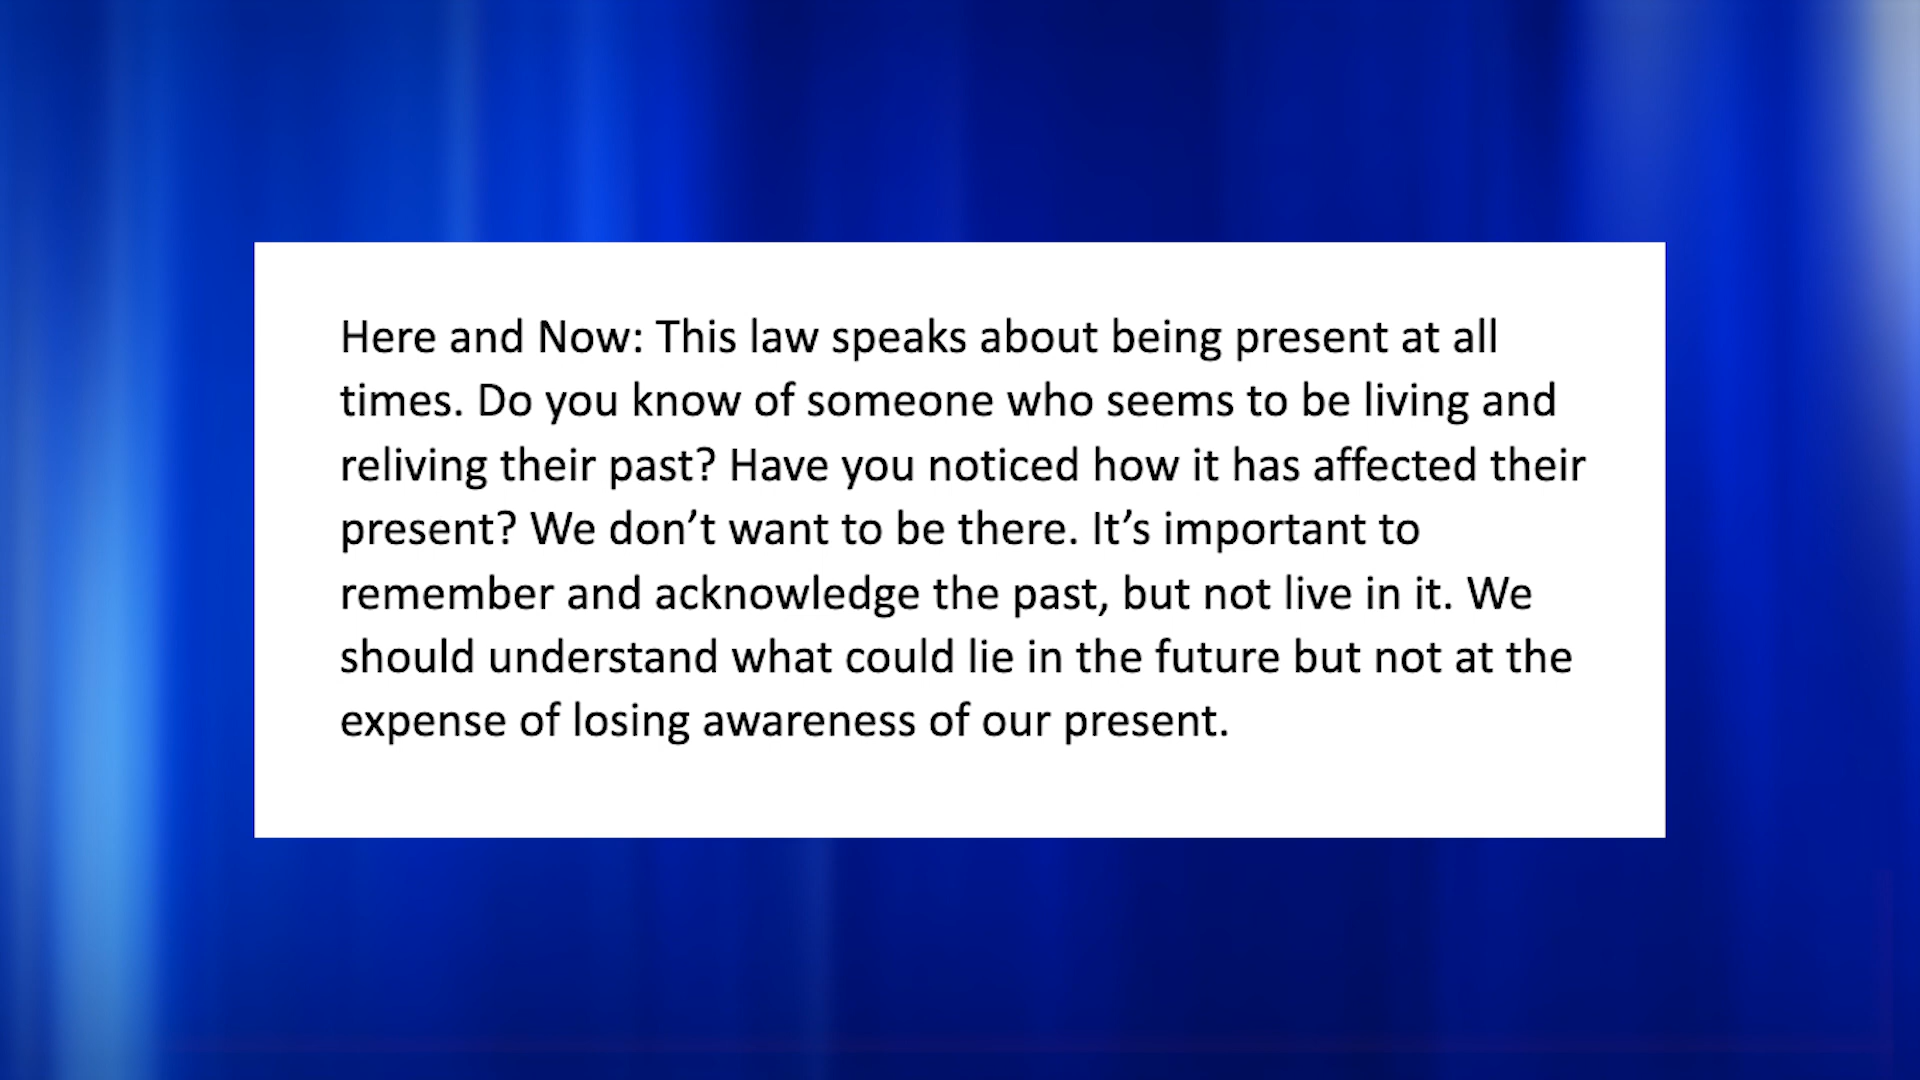 Here and Now: This law speaks about being present at all
times. Do you know of someone who seems to be living and
reliving their past? Have you noticed how it has affected their
present? We don’t want to be there. It’s important to
remember and acknowledge the past, but not live in it. We
should understand what could lie in the future but not at the
expense of losing awareness of our present.